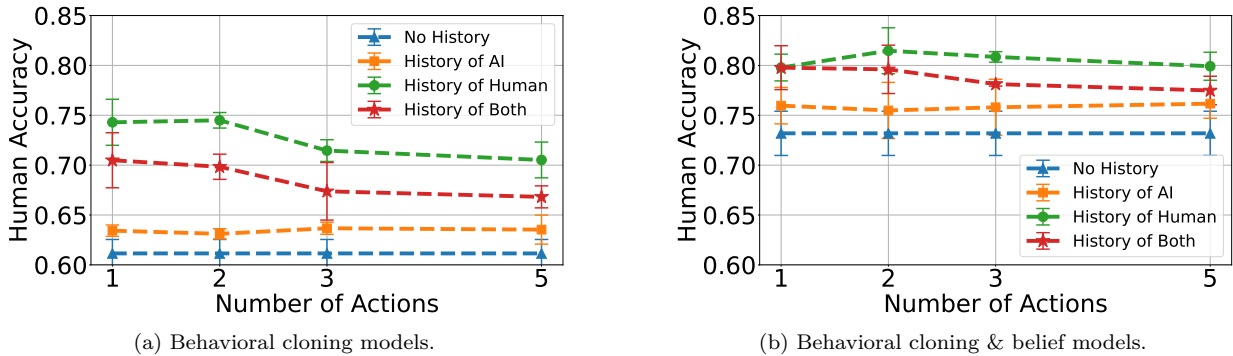 0.85
0.80
0.75
0.70
0.65
0.60
Human Accuracy
No History
History of AI
History of Human
History of Both
1 2 3 5
Number of Actions
(a) Behavioral cloning models.
0.85
0.80
0.75
0.70
0.65
0.60
Human Accuracy
No History
History of AI
History of Human
History of Both
1 2 3 5
Number of Actions
(b) Behavioral cloning & belief models.